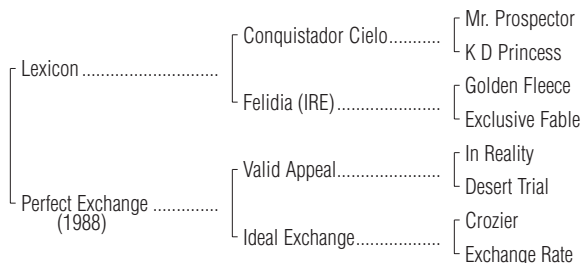 Mr. Prospector
Conquistador Cielo...........
K D Princess
Lexicon .............................
Golden Fleece
Felidia (IRE)......................
Exclusive Fable
In Reality
Valid Appeal......................
Desert Trial
Perfect Exchange ..............
(1988)
Crozier
Ideal Exchange..................
Exchange Rate